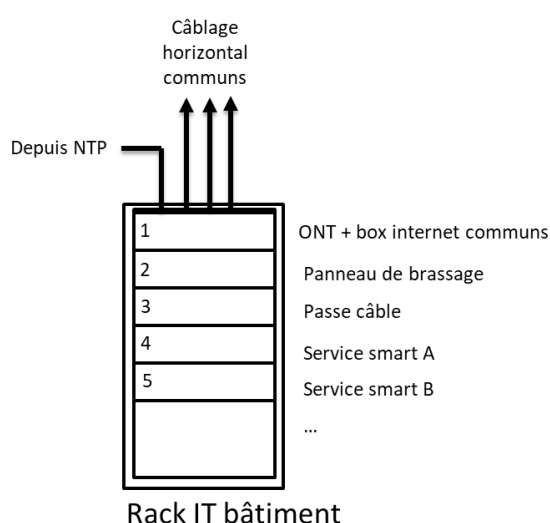 Câblage
horizontal
communs
Depuis NTP
1 ONT + box internet communs
2 Panneau de brassage
3 Passe câble
4 Service smart A
5 Service smart B
...
Rack IT bâtiment